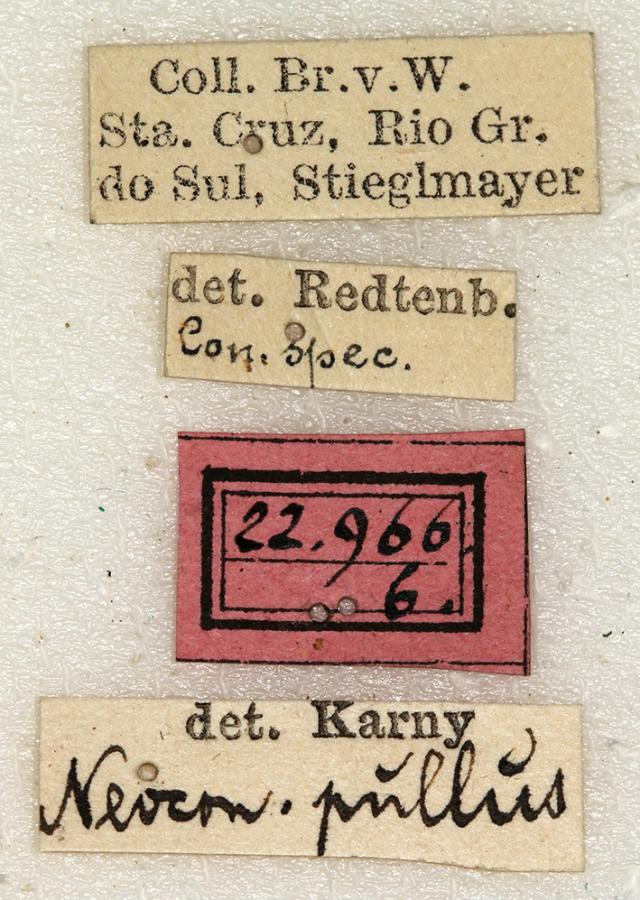 Coll. Br.v.W.
Sta. Cruz, Rio Gr.
do Sul, Stieglmayer
det. Redtenb.
Con. spec.
22.966
6.
det. Karny
Neocon. pullus